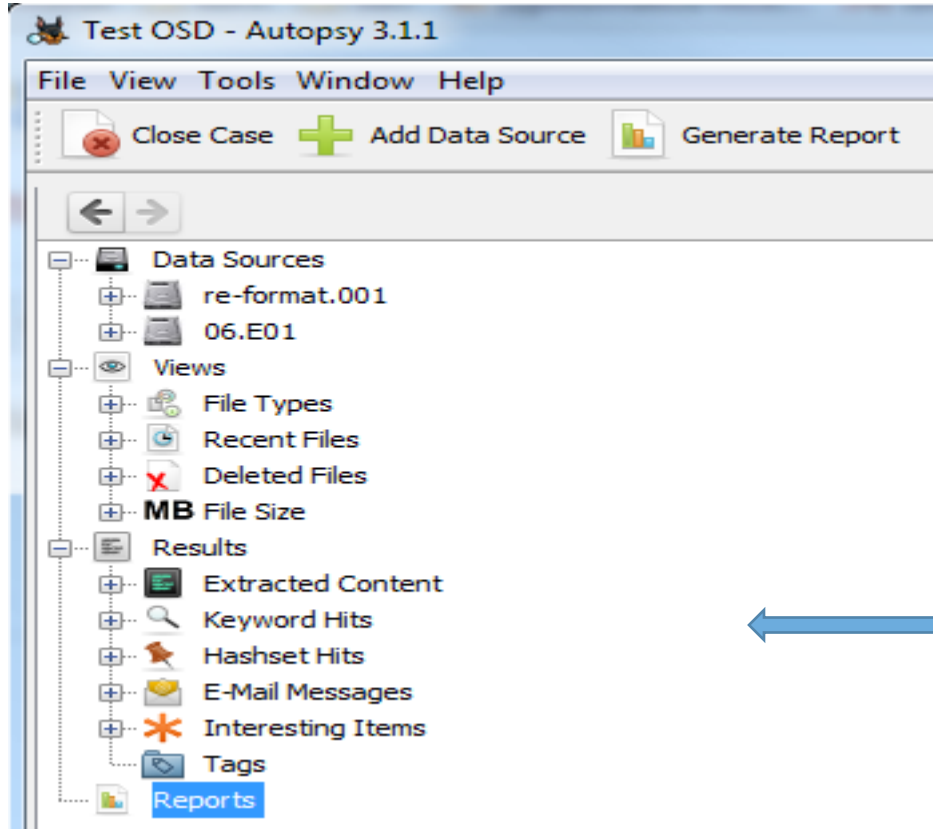 Test OSD - Autopsy 3.1.1
File View Tools Window Help
Close Case Add Data Source Generate Report
Data Sources
re-format.001
06.E01
Views
File Types
Recent Files
Deleted Files
MB File Size
Results
Extracted Content
Keyword Hits
Hashset Hits
E-Mail Messages
Interesting Items
Tags
Reports